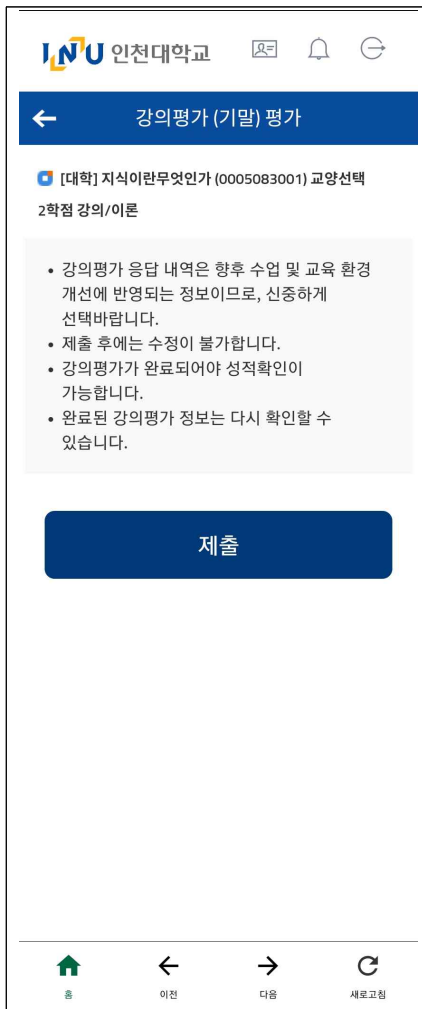 INU 인천대학교
강의평가 (기말) 평가
[대학] 지식이란무엇인가 (0005083001) 교양선택
2학점 강의/이론
• 강의평가 응답 내역은 향후 수업 및 교육 환경
개선에 반영되는 정보이므로, 신중하게
선택바랍니다.
• 제출 후에는 수정이 불가합니다.
• 강의평가가 완료되어야 성적확인이
가능합니다.
• 완료된 강의평가 정보는 다시 확인할 수
있습니다.
제출
홈 이전 다음 새로고침